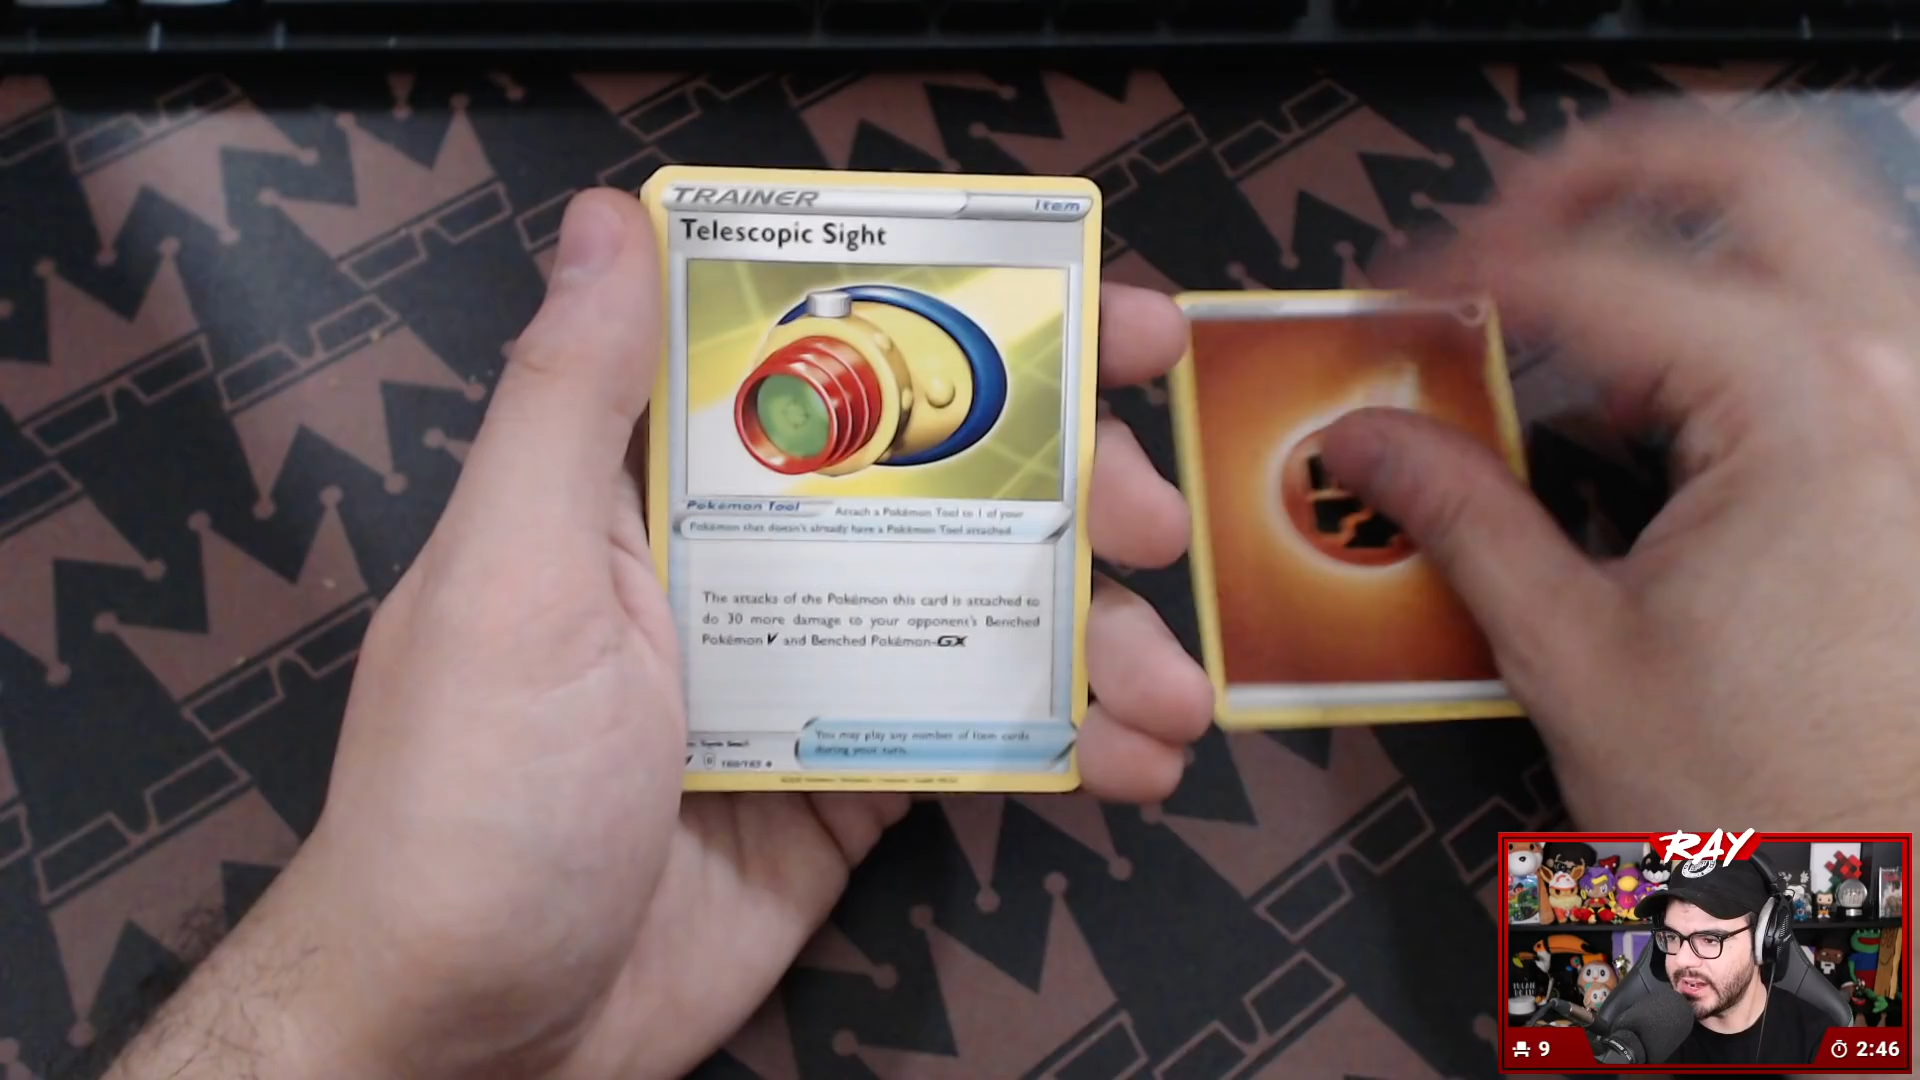 TRAINER
Item
Telescopic Sight
Pokémon Tool
Attach a Pokémon Tool to 1 of your
Pokémon that doesn't already have a Pokémon Tool attached.
The attacks of the Pokémon this card is attached to
do 30 more damage to your opponent's Benched
Pokémon V and Benched Pokémon-GX
You may play any number of Item cards
during your turn.
160/185
RAY
9
2:46